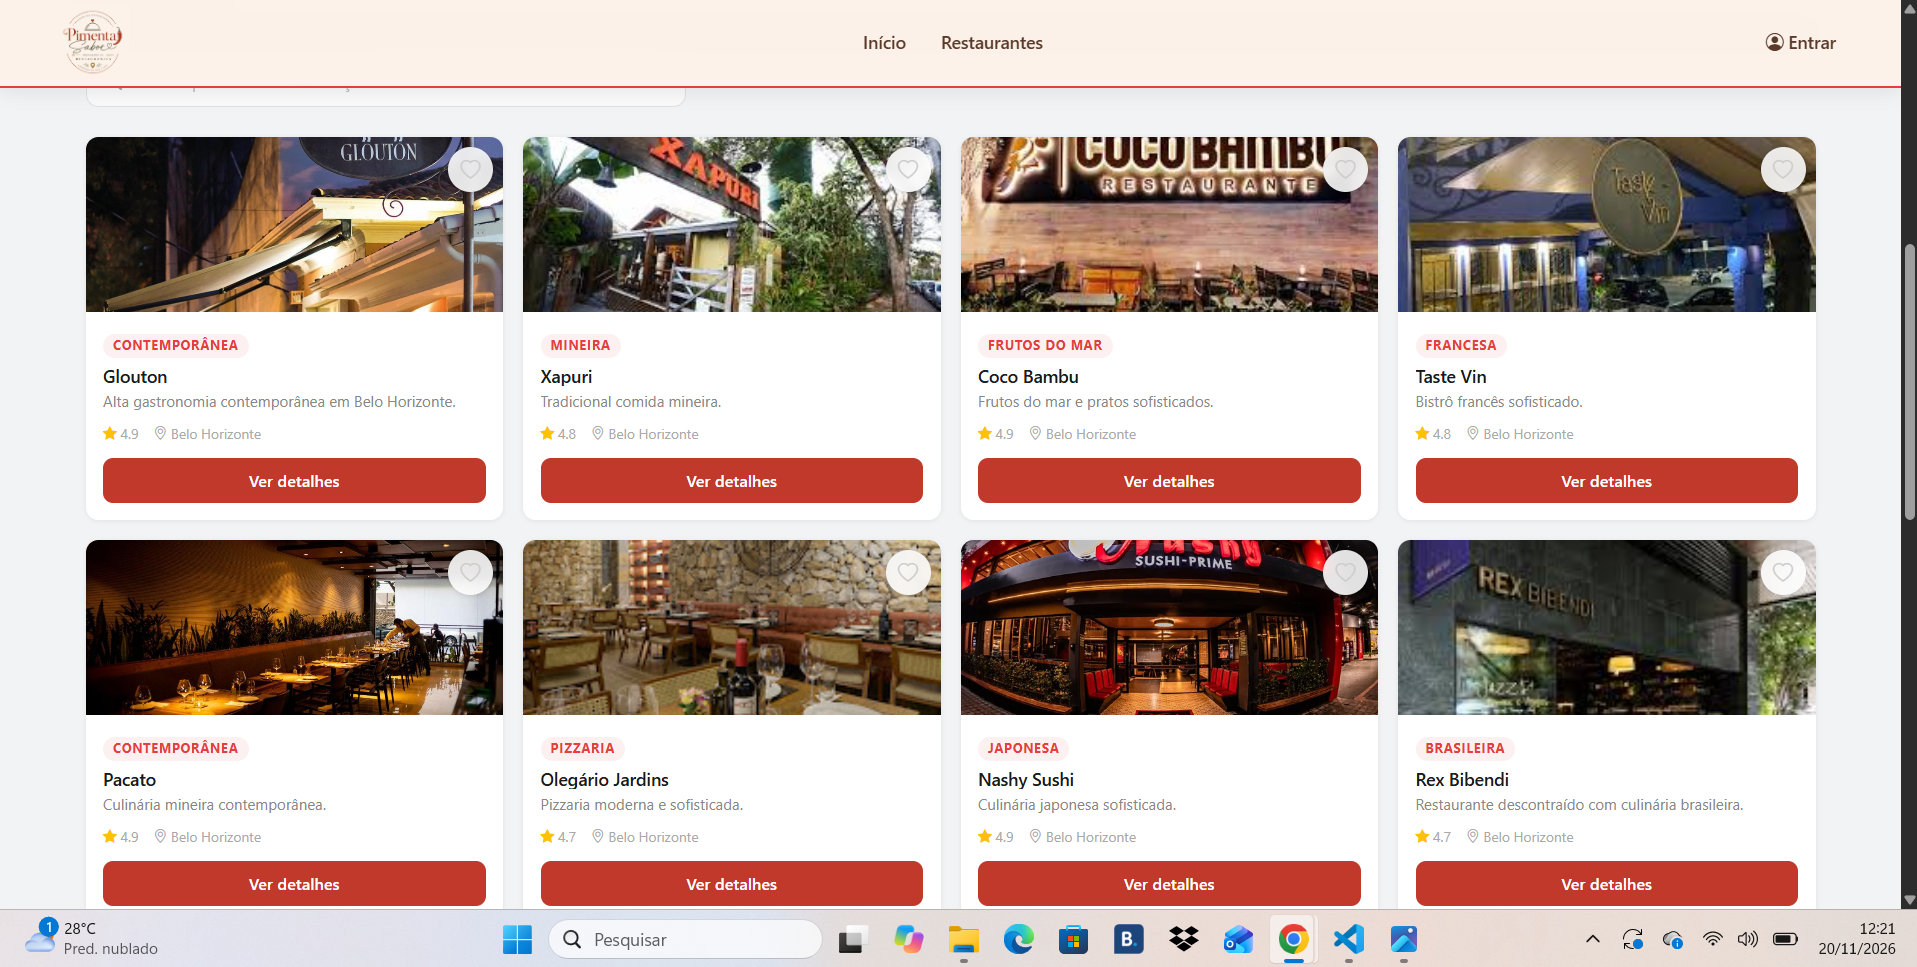 Pimenta
Sabor
Início
Restaurantes
Entrar
GLOUTON
XAPURI
COCO BAMBU
RESTAURANTE
Taste
Vin
CONTEMPORÂNEA
Glouton
Alta gastronomia contemporânea em Belo Horizonte.
4.9 Belo Horizonte
Ver detalhes
MINEIRA
Xapuri
Tradicional comida mineira.
4.8 Belo Horizonte
Ver detalhes
FRUTOS DO MAR
Coco Bambu
Frutos do mar e pratos sofisticados.
4.9 Belo Horizonte
Ver detalhes
FRANCESA
Taste Vin
Bistrô francês sofisticado.
4.8 Belo Horizonte
Ver detalhes
Nashy
SUSHI-PRIME
REX BIBENDI
CONTEMPORÂNEA
Pacato
Culinária mineira contemporânea.
4.9 Belo Horizonte
Ver detalhes
PIZZARIA
Olegário Jardins
Pizzaria moderna e sofisticada.
4.7 Belo Horizonte
Ver detalhes
JAPONESA
Nashy Sushi
Culinária japonesa sofisticada.
4.9 Belo Horizonte
Ver detalhes
BRASILEIRA
Rex Bibendi
Restaurante descontraído com culinária brasileira.
4.7 Belo Horizonte
Ver detalhes
1
28°C
Pred. nublado
Pesquisar
B.
12:21
20/11/2026